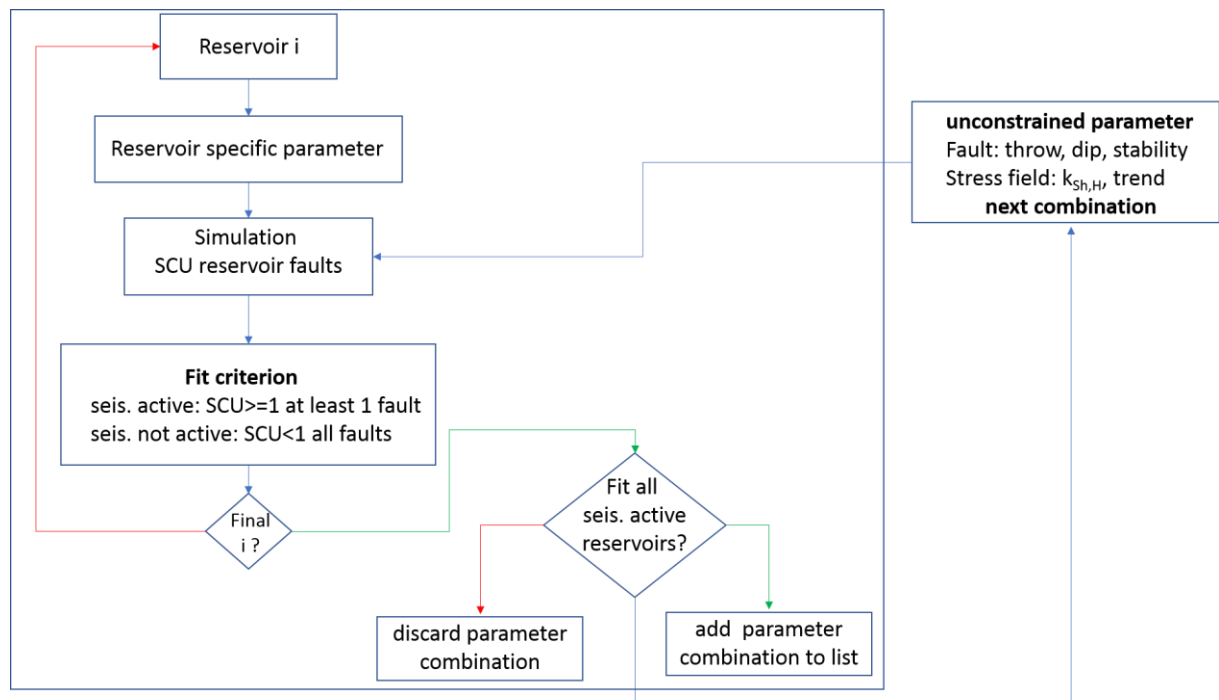 Reservoir i
Reservoir specific parameter
Simulation
SCU reservoir faults
Fit criterion
seis. active: SCU>=1 at least 1 fault
seis. not active: SCU<1 all faults
Final
i ?
Fit all
seis. active
reservoirs?
discard parameter
combination
add parameter
combination to list
unconstrained parameter
Fault: throw, dip, stability
Stress field: kSh,H, trend
next combination